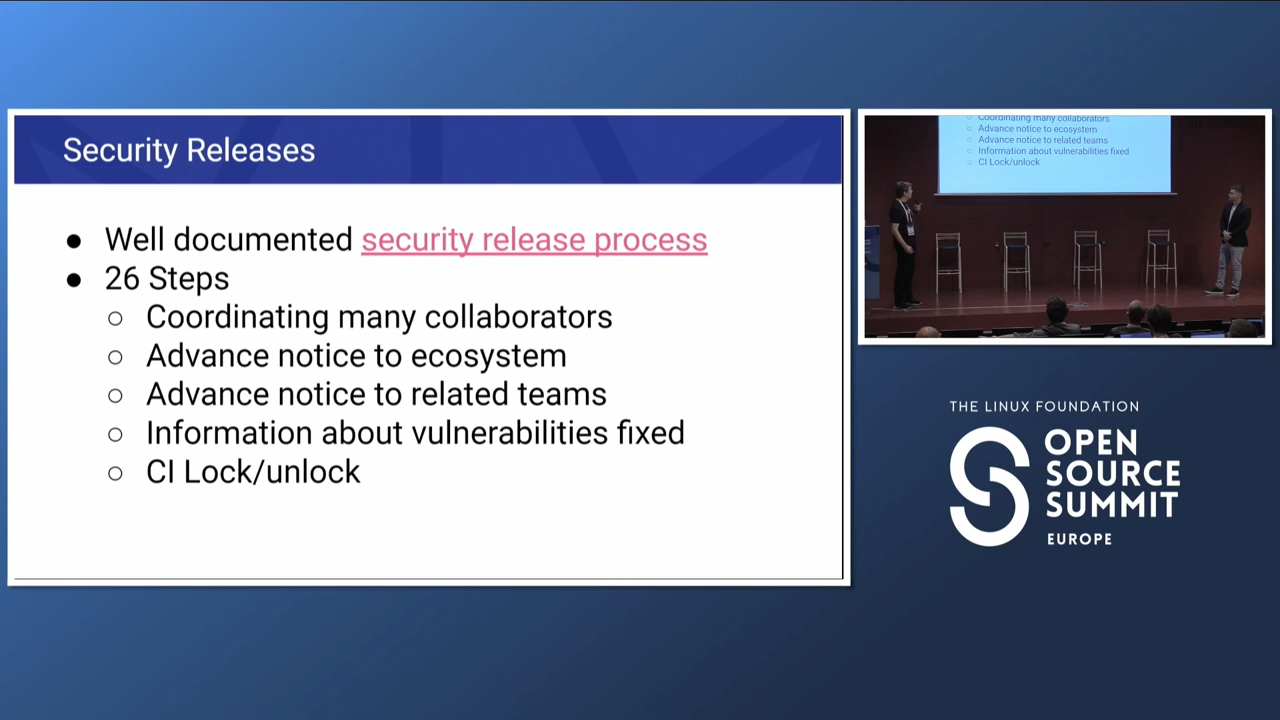 Security Releases
● Well documented security release process
● 26 Steps
○ Coordinating many collaborators
○ Advance notice to ecosystem
○ Advance notice to related teams
○ Information about vulnerabilities fixed
○ CI Lock/unlock
○ Coordinating many collaborators
○ Advance notice to ecosystem
○ Advance notice to related teams
○ Information about vulnerabilities fixed
○ CI Lock/unlock
THE LINUX FOUNDATION
OPEN
SOURCE
SUMMIT
EUROPE